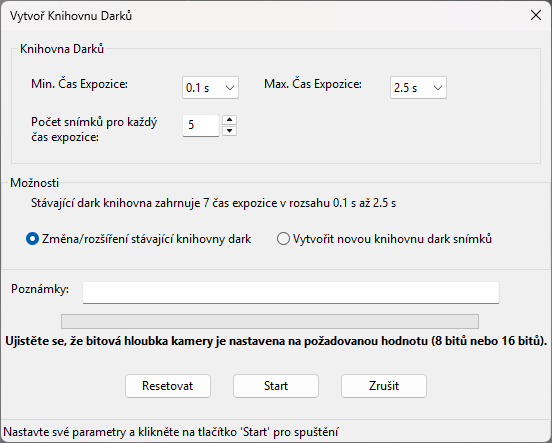 Vytvoř Knihovnu Darků
Knihovna Darků
Min. Čas Expozice:
0.1 s
Max. Čas Expozice:
2.5 s
Počet snímků pro každý
čas expozice:
5
Možnosti
Stávající dark knihovna zahrnuje 7 čas expozice v rozsahu 0.1 s až 2.5 s
Změna/rozšíření stávající knihovny dark
Vytvořit novou knihovnu dark snímků
Poznámky:
Ujistěte se, že bitová hloubka kamery je nastavena na požadovanou hodnotu (8 bitů nebo 16 bitů).
Resetovat
Start
Zrušit
Nastavte své parametry a klikněte na tlačítko 'Start' pro spuštění